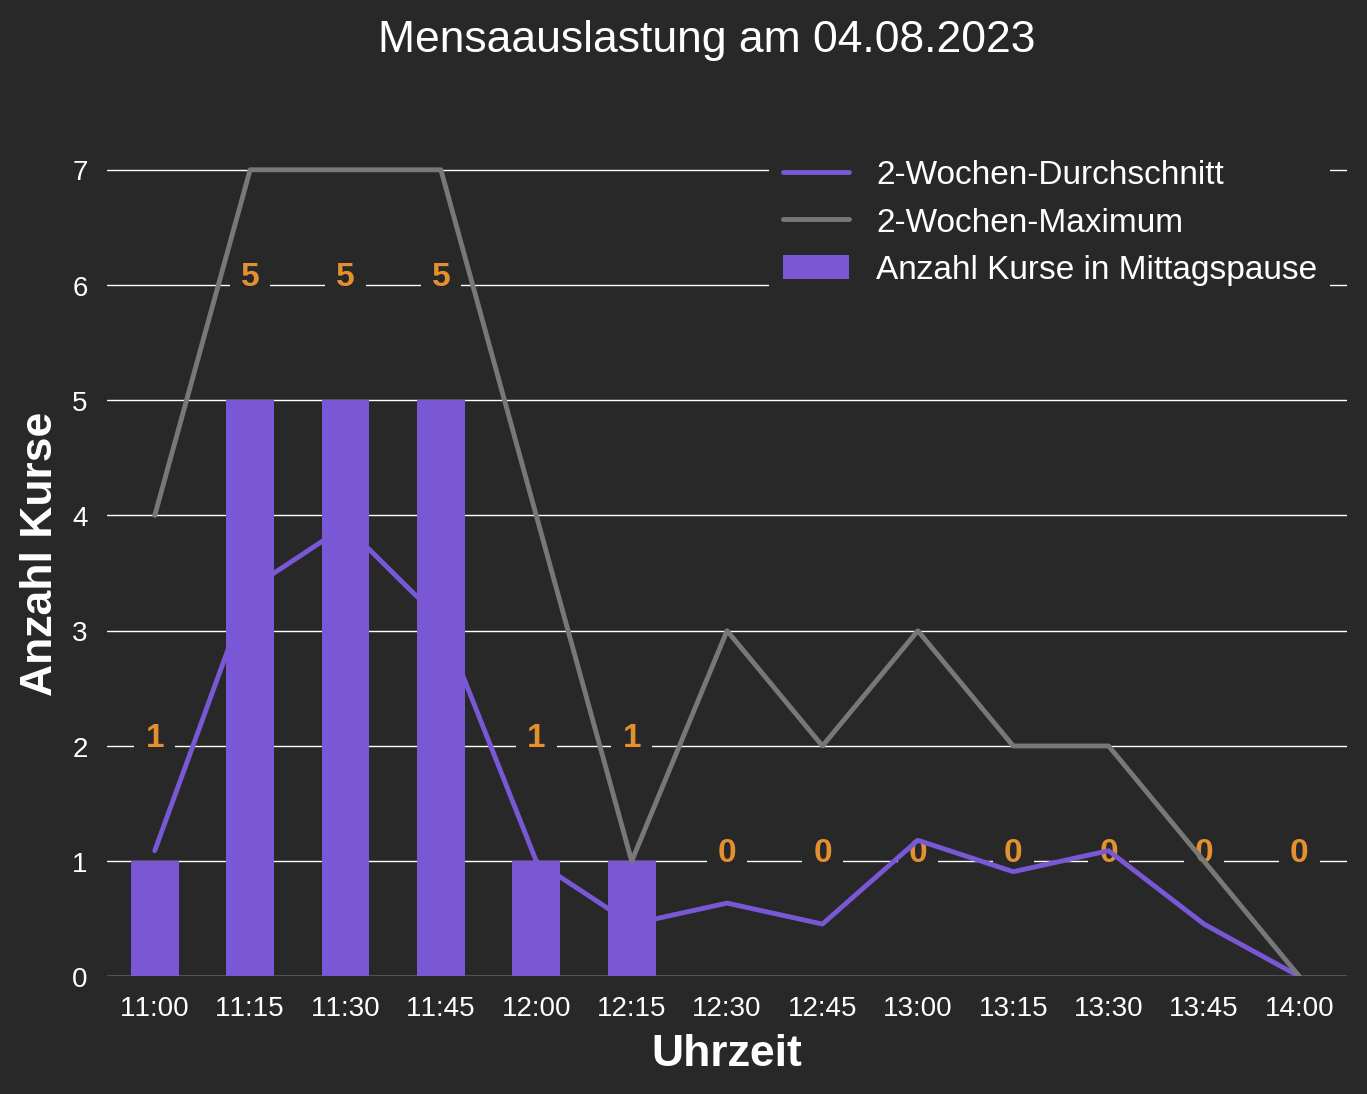 Mensaauslastung am 04.08.2023
2-Wochen-Durchschnitt
2-Wochen-Maximum
Anzahl Kurse in Mittagspause
Anzahl Kurse
7
6
5
4
3
2
1
0
5 5 5
1 1 1
0 0 0 0 0 0 0
11:00 11:15 11:30 11:45 12:00 12:15 12:30 12:45 13:00 13:15 13:30 13:45 14:00
Uhrzeit